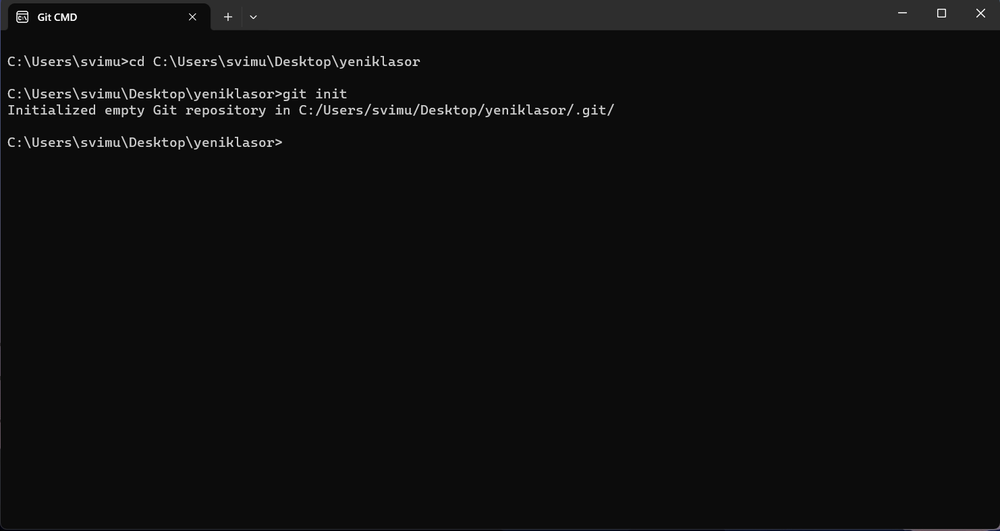 Git CMD
C:\Users\svimu>cd C:\Users\svimu\Desktop\yeniklasor
C:\Users\svimu\Desktop\yeniklasor>git init
Initialized empty Git repository in C:/Users/svimu/Desktop/yeniklasor/.git/
C:\Users\svimu\Desktop\yeniklasor>